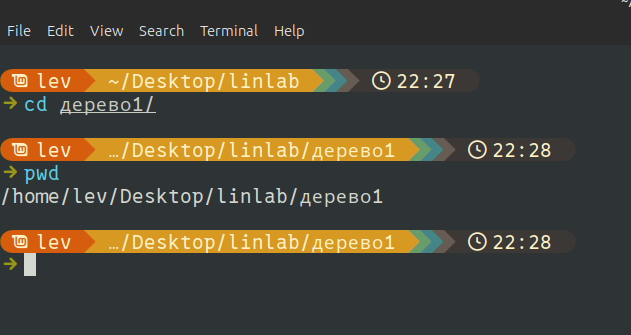 File Edit View Search Terminal Help
lev ~/Desktop/linlab 22:27
→ cd дерево1/
lev …/Desktop/linlab/дерево1 22:28
→ pwd
/home/lev/Desktop/linlab/дерево1
lev …/Desktop/linlab/дерево1 22:28
→